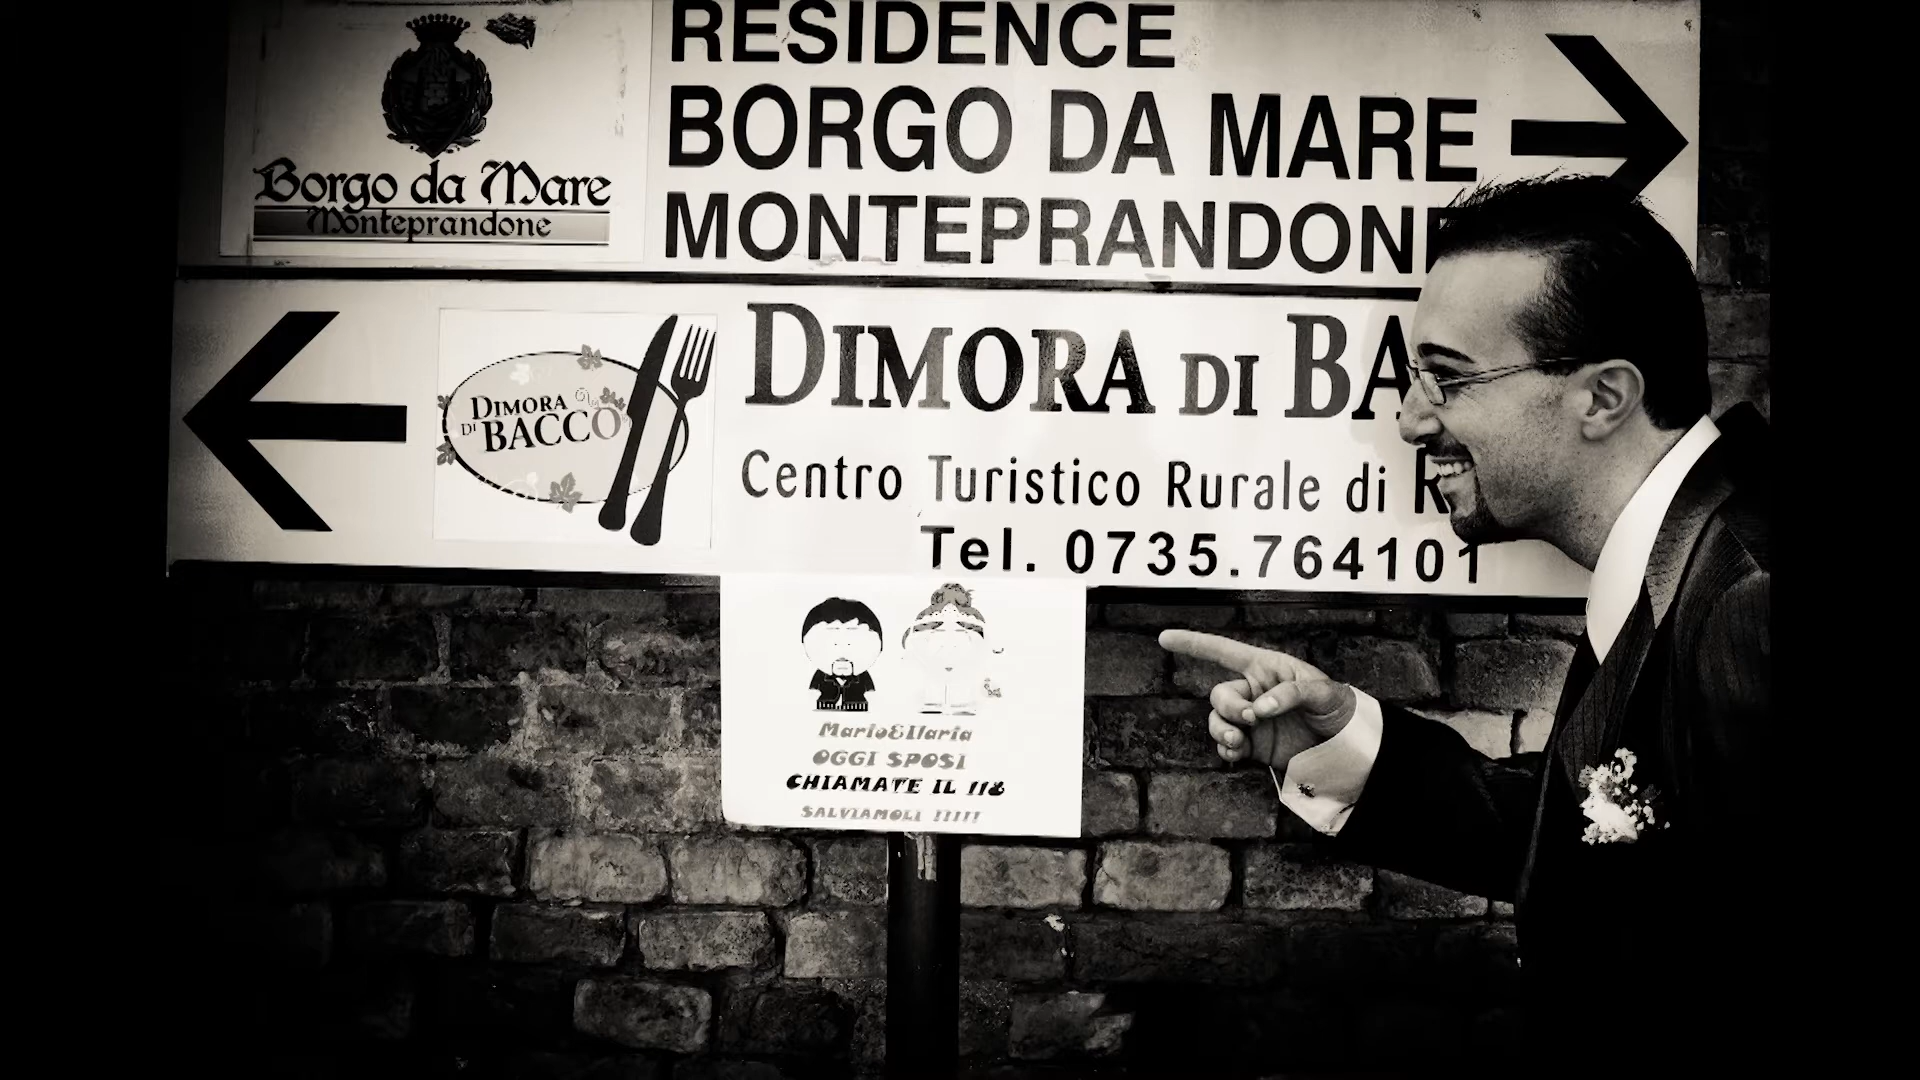 Borgo da Mare
Monteprandone
RESIDENCE
BORGO DA MARE
MONTEPRANDON
DIMORA
DI BACCO
DIMORA DI BA
Centro Turistico Rurale di R
Tel. 0735.764101
Mario&Ilaria
OGGI SPOSI
CHIAMATE IL 118
SALVIAMOLI !!!!!